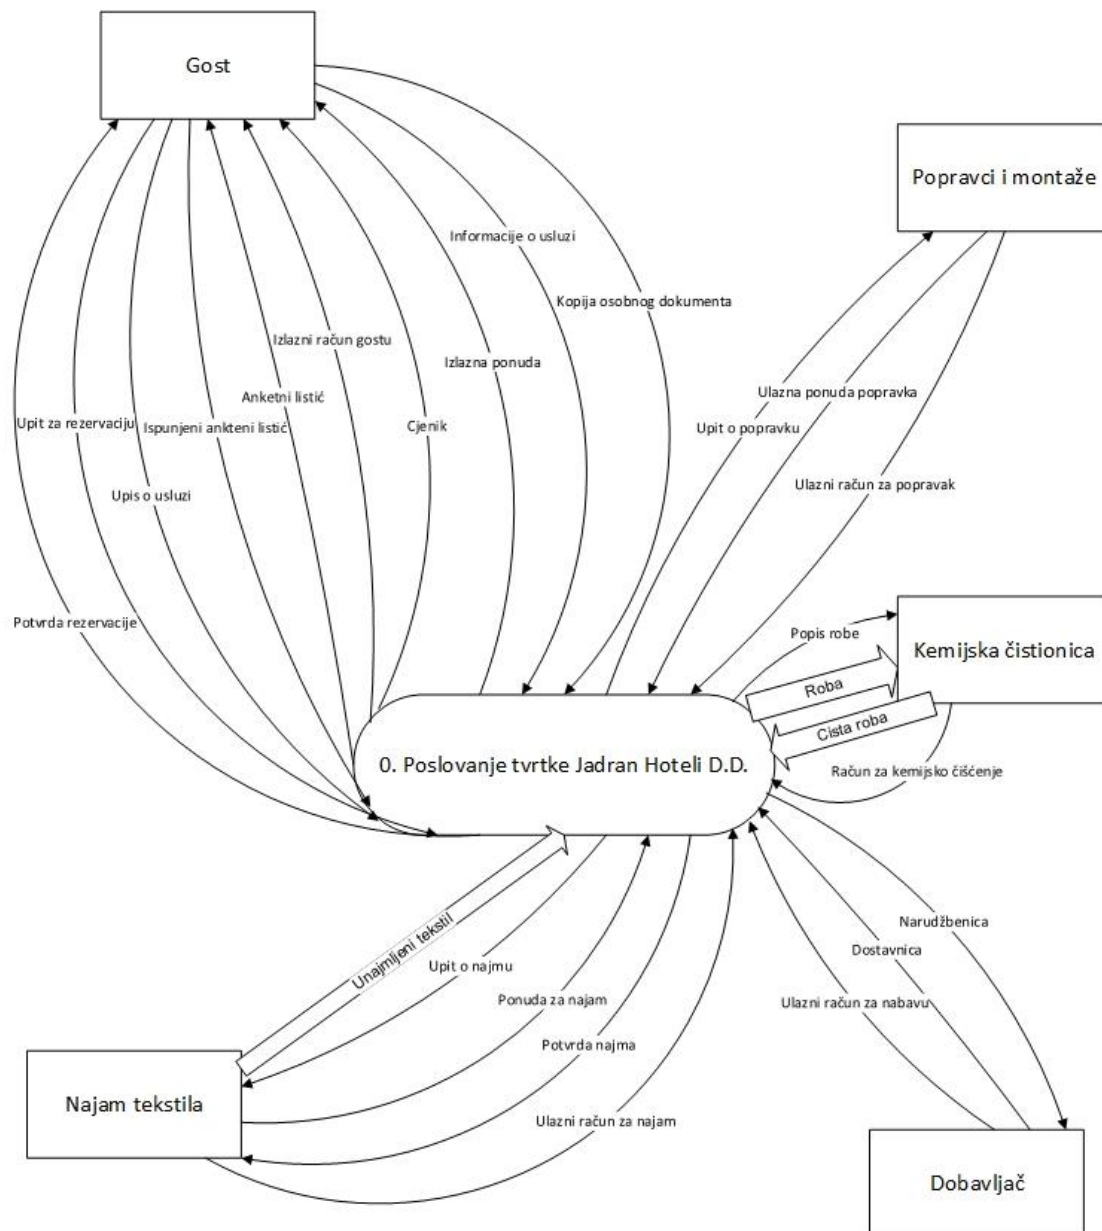 Gost
Popravci i montaže
Informacije o usluzi
Kopija osobnog dokumenta
Izlazni račun gostu
Izlazna ponuda
Anketni listić
Cjenik
Upit za rezervaciju
Ispunjeni ankteni listić
Ulazna ponuda popravka
Upit o popravku
Ulazni račun za popravak
Upis o usluzi
Potvrda rezervacije
Popis robe
Kemijska čistionica
Roba
Cista roba
0. Poslovanje tvrtke Jadran Hoteli D.D.
Račun za kemijsko čišćenje
Narudžbenica
Dostavnica
Unajmljeni tekstil
Upit o najmu
Ponuda za najam
Ulazni račun za nabavu
Potvrda najma
Najam tekstila
Ulazni račun za najam
Dobavljač